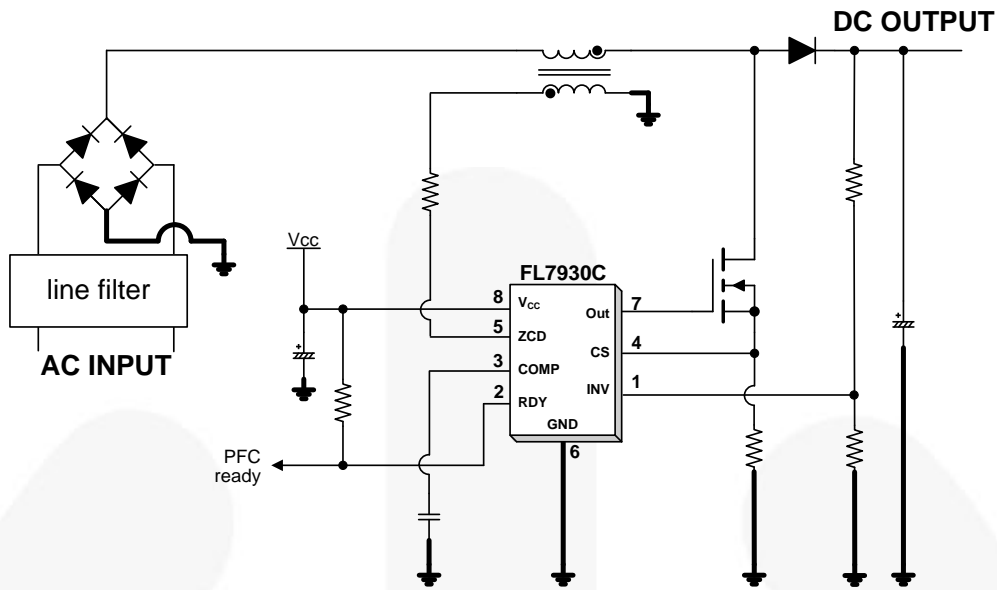 DC OUTPUT
line filter
AC INPUT
Vcc
FL7930C
8
VCC
5
ZCD
3
COMP
2
RDY
Out
7
CS
4
INV
1
GND
6
PFC
ready
+
+